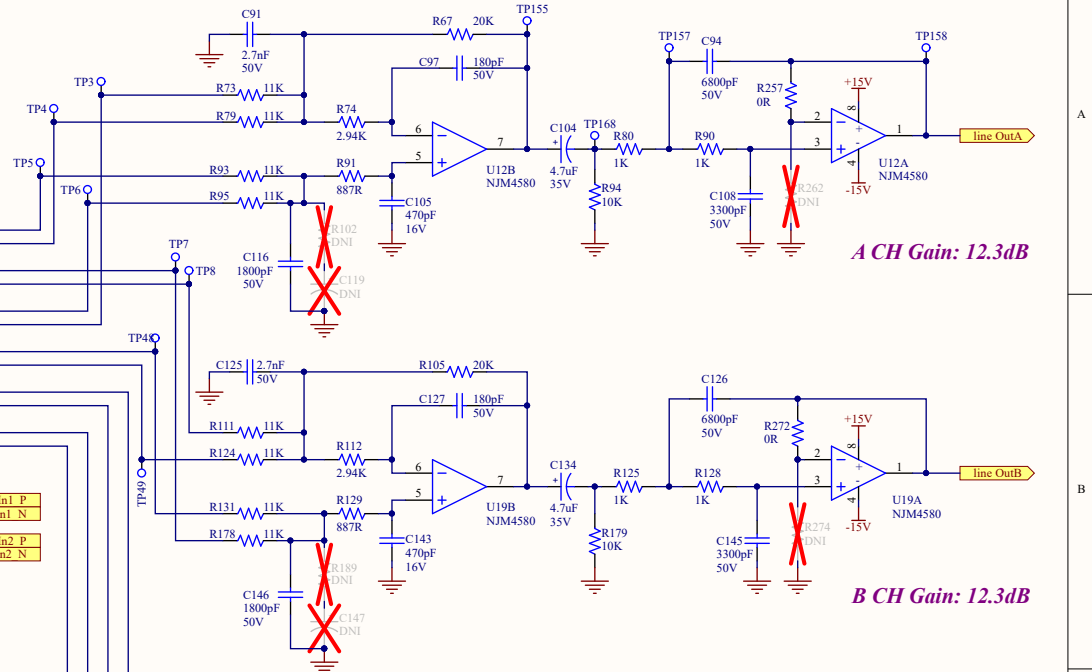 C91
2.7nF
50V
R67 20K
TP155
C97 180pF
50V
TP3
R73 11K
TP4
R79 11K
R74
2.94K
TP5
R93 11K
R91
887R
TP6
R95 11K
6
5
7
U12B
NJM4580
C105
470pF
16V
R102
DNI
C116
1800pF
50V
C119
DNI
C104
4.7uF
35V
TP168
R94
10K
R80
1K
TP157
C94
6800pF
50V
R90
1K
C108
3300pF
50V
R257
0R
R262
DNI
+15V
8
2
3
1
4
-15V
U12A
NJM4580
TP158
line OutA
A CH Gain: 12.3dB
A
TP7
TP8
TP48
TP49
C125 2.7nF
50V
R105 20K
C127 180pF
50V
R111 11K
R124 11K
R112
2.94K
R131 11K
R129
887R
R178 11K
6
5
7
U19B
NJM4580
C143
470pF
16V
R189
DNI
C146
1800pF
50V
C147
DNI
C134
4.7uF
35V
R179
10K
R125
1K
C126
6800pF
50V
R128
1K
C145
3300pF
50V
R272
0R
R274
DNI
+15V
8
2
3
1
4
-15V
U19A
NJM4580
line OutB
B CH Gain: 12.3dB
B
n1_P
n1_N
n2_P
n2_N